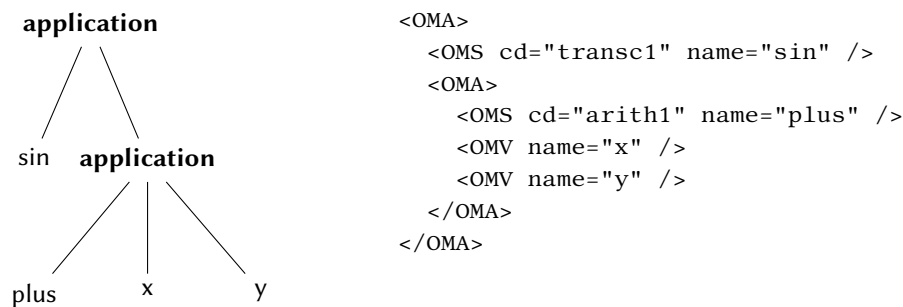 application
sin application
plus x y
<OMA>
  <OMS cd="transc1" name="sin" />
  <OMA>
    <OMS cd="arith1" name="plus" />
    <OMV name="x" />
    <OMV name="y" />
  </OMA>
</OMA>